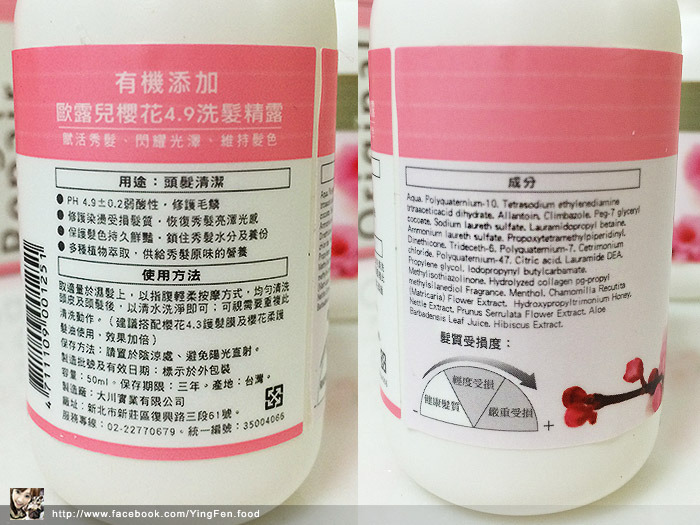 有機添加
歐露兒櫻花4.9洗髮精露
賦活秀髮、閃耀光澤、維持髮色
用途：頭髮清潔
● PH 4.9±0.2弱酸性，修護毛鱗
● 修護染燙受損髮質，恢復秀髮亮澤光感
● 保護髮色持久鮮豔，鎖住秀髮水分及養份
● 多種植物萃取，供給秀髮原味的營養
使用方法
取適量於濕髮上，以指腹輕柔按摩方式，均勻清洗
頭皮及頭髮後，以清水洗淨即可；可視需要重複此
清洗動作。（建議搭配櫻花4.3護髮膜及櫻花柔護
髮油使用，效果加倍）
保存方法：請置於陰涼處、避免陽光直射。
製造批號及有效日期：標示於外包裝
容量：50ml。保存期限：三年。產地：台灣。
製造廠：大川實業有限公司
廠址：新北市新莊區復興路三段61號。
服務專線：02-22770679。統一編號：35004066
4711109001251
成分
Aqua, Polyquaternium-10, Tetrasodium ethylenediamine
tetraaceticacid dihydrate, Allantoin, Climbazole, Peg-7 glyceryl
cocoate, Sodium laureth sulfate, Lauramidopropyl betaine,
Ammonium laureth sulfate, Propoxytetramethylpiperidinyl,
Dimethicone, Trideceth-6, Polyquaternium-7, Cetrimonium
chloride, Polyquaternium-47, Citric acid, Lauramide DEA,
Propylene glycol, Iodopropynyl butylcarbamate,
Methylisothiazolinone, Hydrolyzed collagen pg-propyl
methylsilanediol Fragrance, Menthol, Chamomilla Recutita
(Matricaria) Flower Extract, Hydroxypropyltrimonium Honey,
Nettle Extract, Prunus Serrulata Flower Extract, Aloe
Barbadensis Leaf Juice, Hibiscus Extract.
髮質受損度：
輕度受損
健康髮質
嚴重受損
- +
http://www.facebook.com/YingFen.food